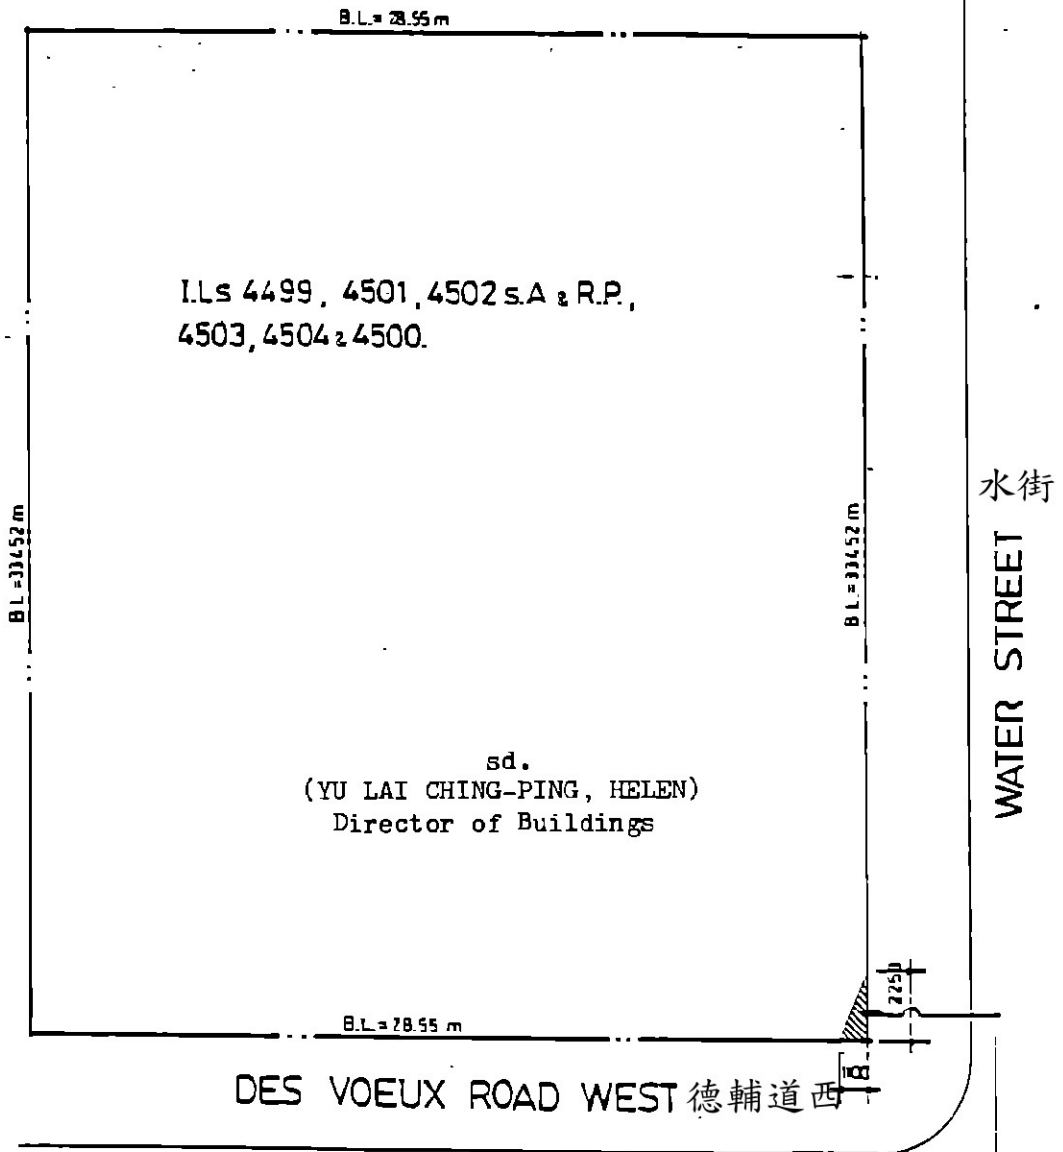 B.L.= 28.55 m
I.Ls 4499, 4501, 4502 s.A & R.P.,
4503, 4504 & 4500.
B L =33.452 m
B L =33.452 m
水街
WATER STREET
sd.
(YU LAI CHING-PING, HELEN)
Director of Buildings
2250
B.L.= 28.55 m
1100
DES VOEUX ROAD WEST 德輔道西